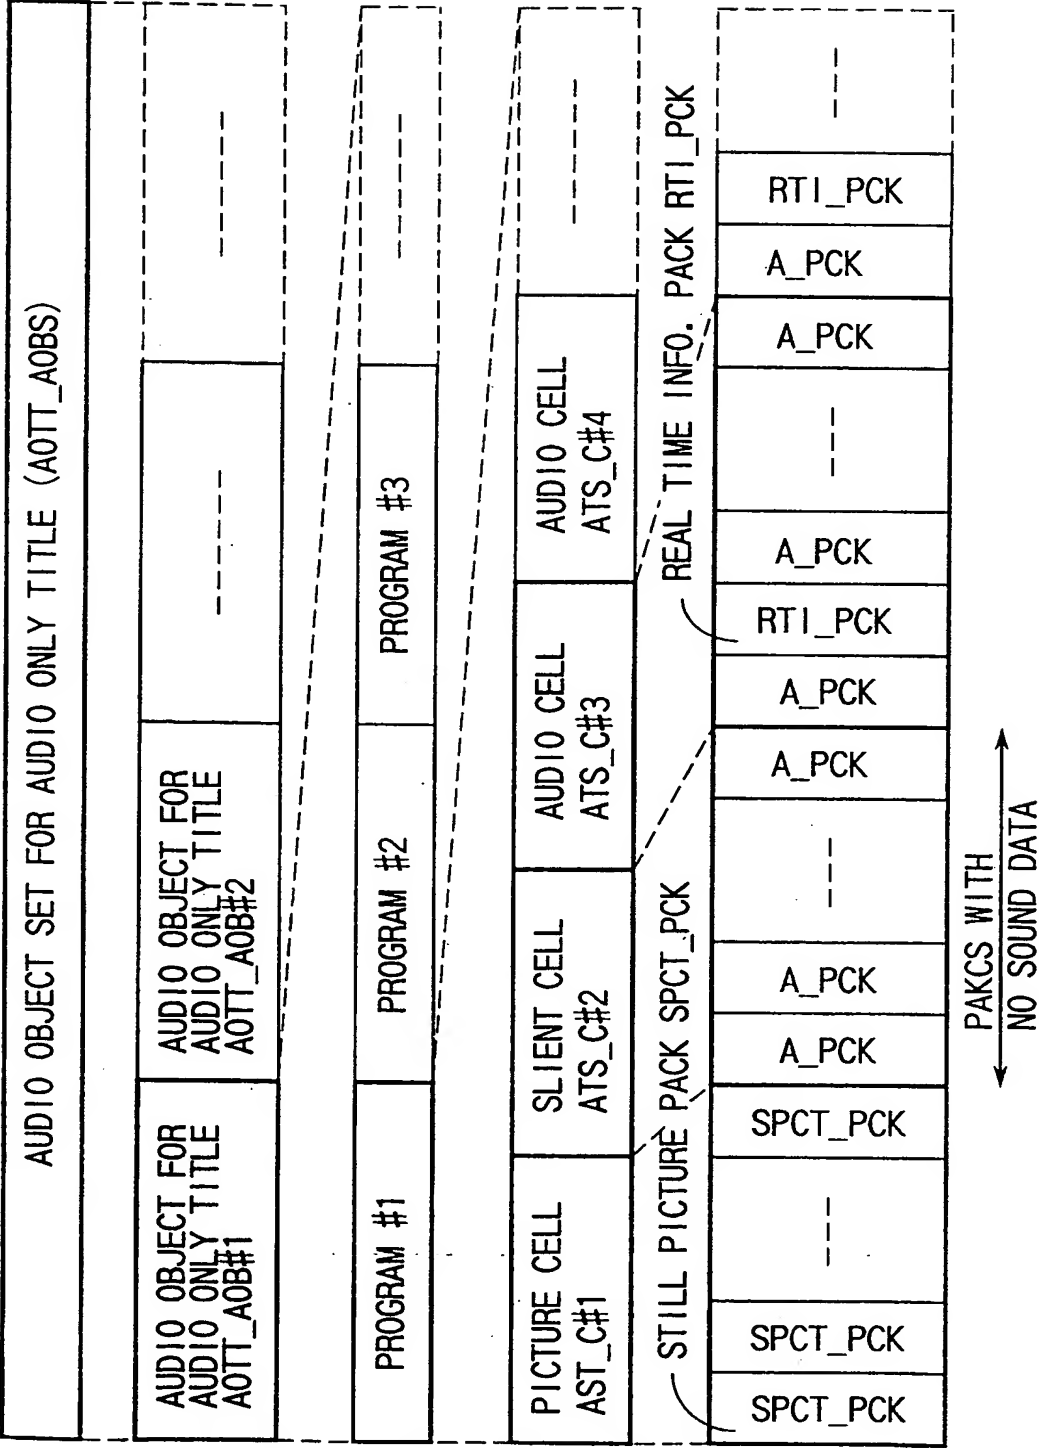 AUDIO OBJECT SET FOR AUDIO ONLY TITLE (AOTT_AOBS)
AUDIO OBJECT FOR
AUDIO ONLY TITLE
AOTT_AOB#1
AUDIO OBJECT FOR
AUDIO ONLY TITLE
AOTT_AOB#2
PROGRAM #1
PROGRAM #2
PROGRAM #3
PICTURE CELL
AST_C#1
SLIENT CELL
ATS_C#2
AUDIO CELL
ATS_C#3
AUDIO CELL
ATS_C#4
STILL PICTURE PACK SPCT_PCK
REAL TIME INFO. PACK RTI_PCK
SPCT_PCK
SPCT_PCK
SPCT_PCK
A_PCK
A_PCK
A_PCK
A_PCK
RTI_PCK
A_PCK
A_PCK
A_PCK
RTI_PCK
PAKCS WITH
NO SOUND DATA